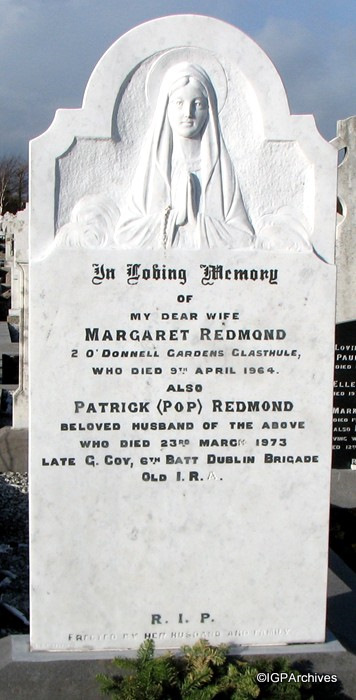 In Loving Memory
OF
MY DEAR WIFE
MARGARET REDMOND
2 O'DONNELL GARDENS GLASTHULE,
WHO DIED 9TH APRIL 1964.
ALSO
PATRICK (POP) REDMOND
BELOVED HUSBAND OF THE ABOVE
WHO DIED 23RD MARCH 1973
LATE G. COY, 6TH BATT DUBLIN BRIGADE
OLD I.R.A.
R. I. P.
ERECTED BY HER HUSBAND AND FAMILY
©IGPArchives